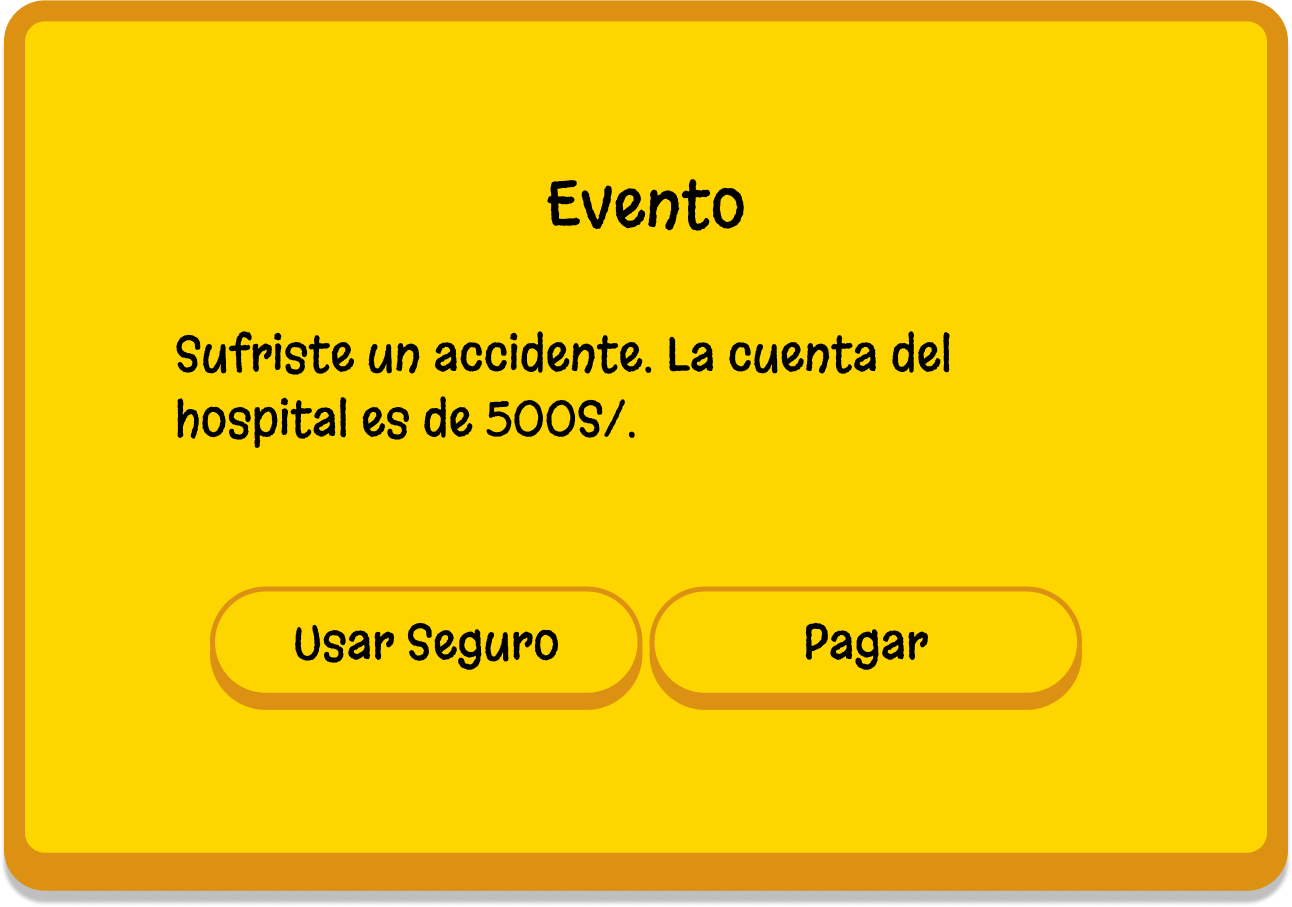 Evento
Sufriste un accidente. La cuenta del
hospital es de 500S/.
Usar Seguro
Pagar